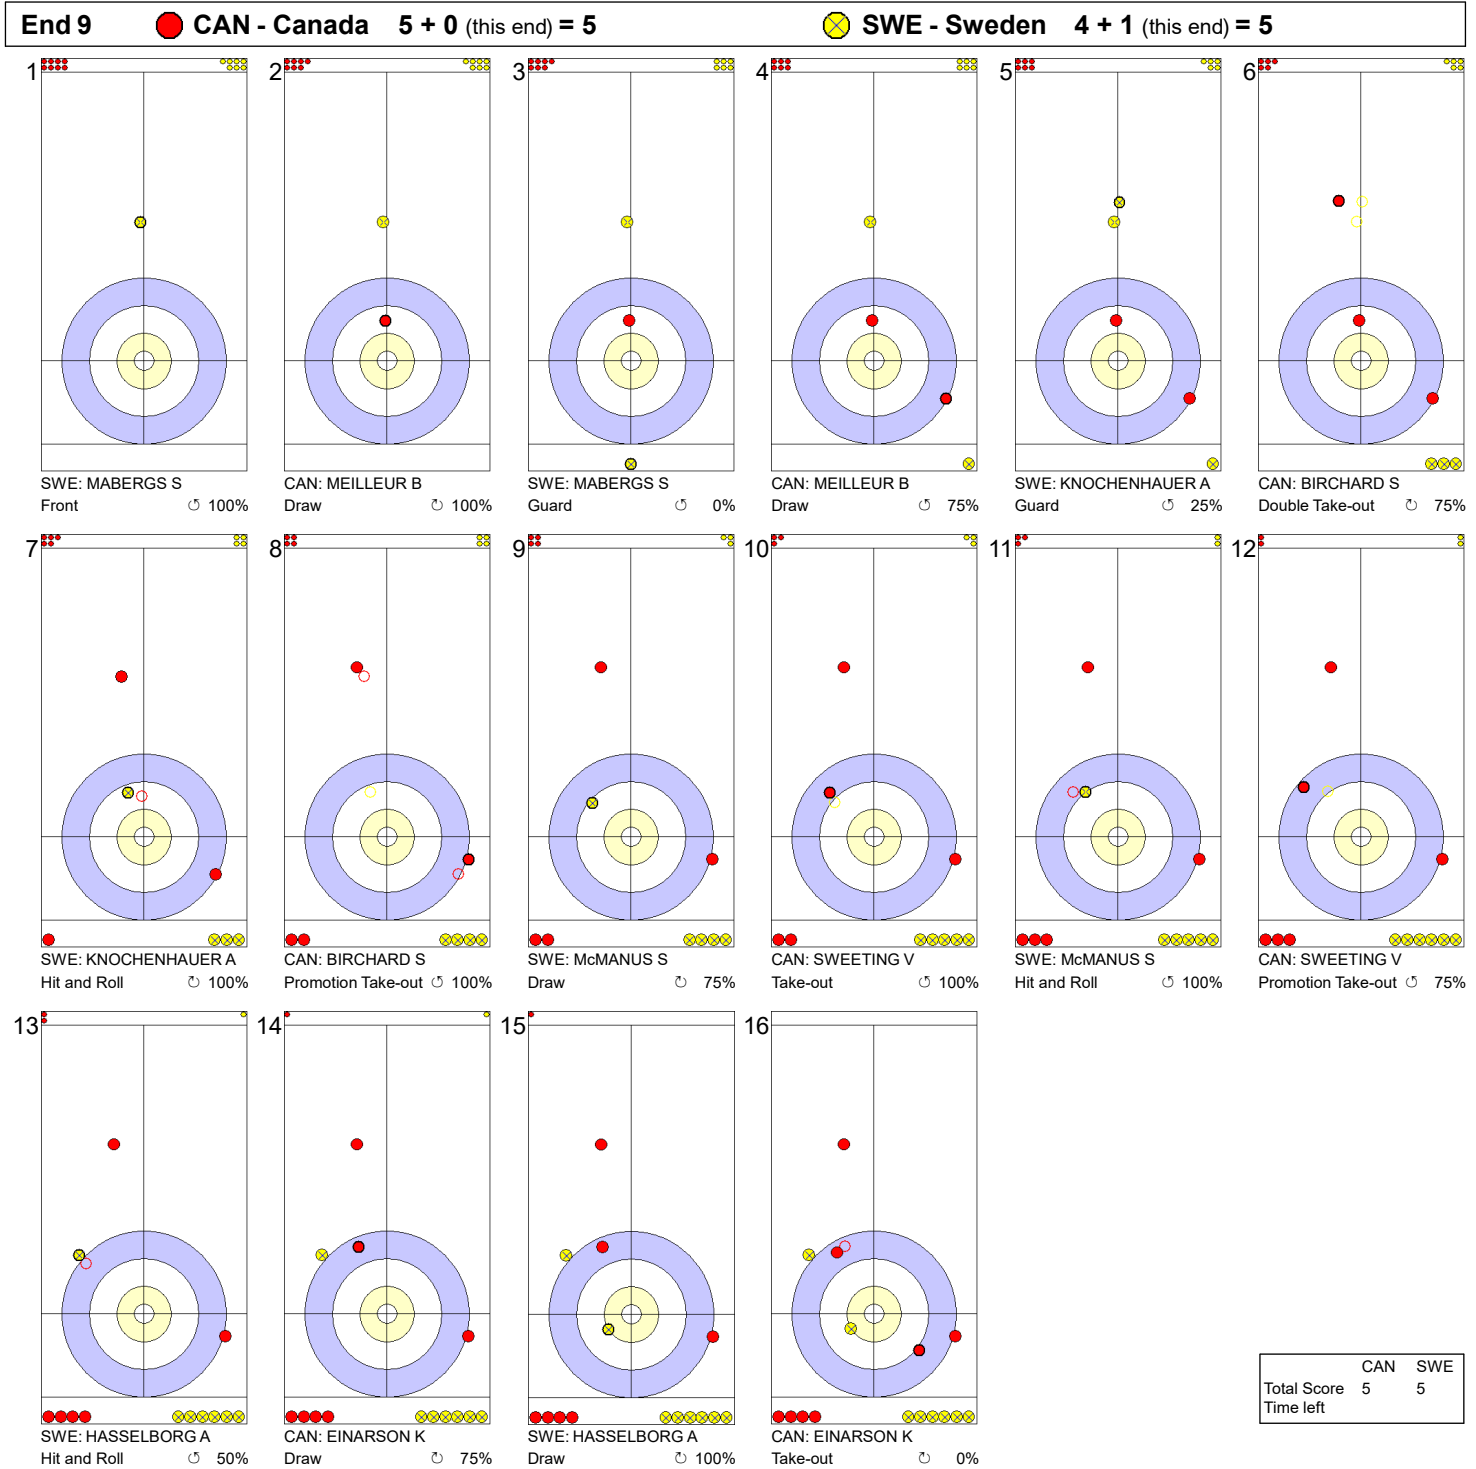 End 9 CAN - Canada 5 + 0 (this end) = 5 SWE - Sweden 4 + 1 (this end) = 5
1 2 3 4 5 6
SWE: MABERGS S CAN: MEILLEUR B SWE: MABERGS S CAN: MEILLEUR B SWE: KNOCHENHAUER A CAN: BIRCHARD S
Front ↺ 100% Draw ↻ 100% Guard ↺ 0% Draw ↻ 75% Guard ↺ 25% Double Take-out ↻ 75%
7 8 9 10 11 12
SWE: KNOCHENHAUER A CAN: BIRCHARD S SWE: McMANUS S CAN: SWEETING V SWE: McMANUS S CAN: SWEETING V
Hit and Roll ↻ 100% Promotion Take-out ↻ 100% Draw ↻ 75% Take-out ↺ 100% Hit and Roll ↺ 100% Promotion Take-out ↺ 75%
13 14 15 16
SWE: HASSELBORG A CAN: EINARSON K SWE: HASSELBORG A CAN: EINARSON K
Hit and Roll ↺ 50% Draw ↻ 75% Draw ↻ 100% Take-out ↻ 0%
CAN SWE
Total Score 5 5
Time left